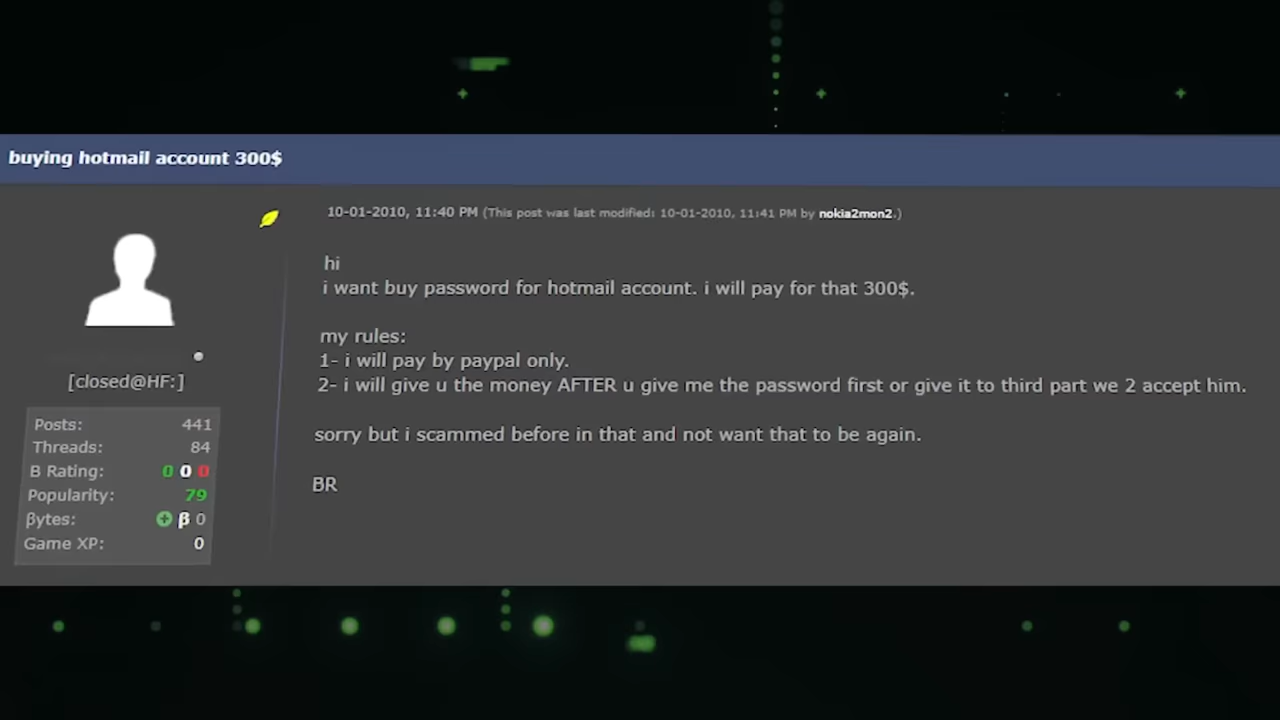 buying hotmail account 300$
10-01-2010, 11:40 PM (This post was last modified: 10-01-2010, 11:41 PM by nokia2mon2.)
hi
i want buy password for hotmail account. i will pay for that 300$.
my rules:
1- i will pay by paypal only.
2- i will give u the money AFTER u give me the password first or give it to third part we 2 accept him.
sorry but i scammed before in that and not want that to be again.
BR
[closed@HF:]
Posts: 441
Threads: 84
B Rating: 0 0 0
Popularity: 79
βytes: β 0
Game XP: 0